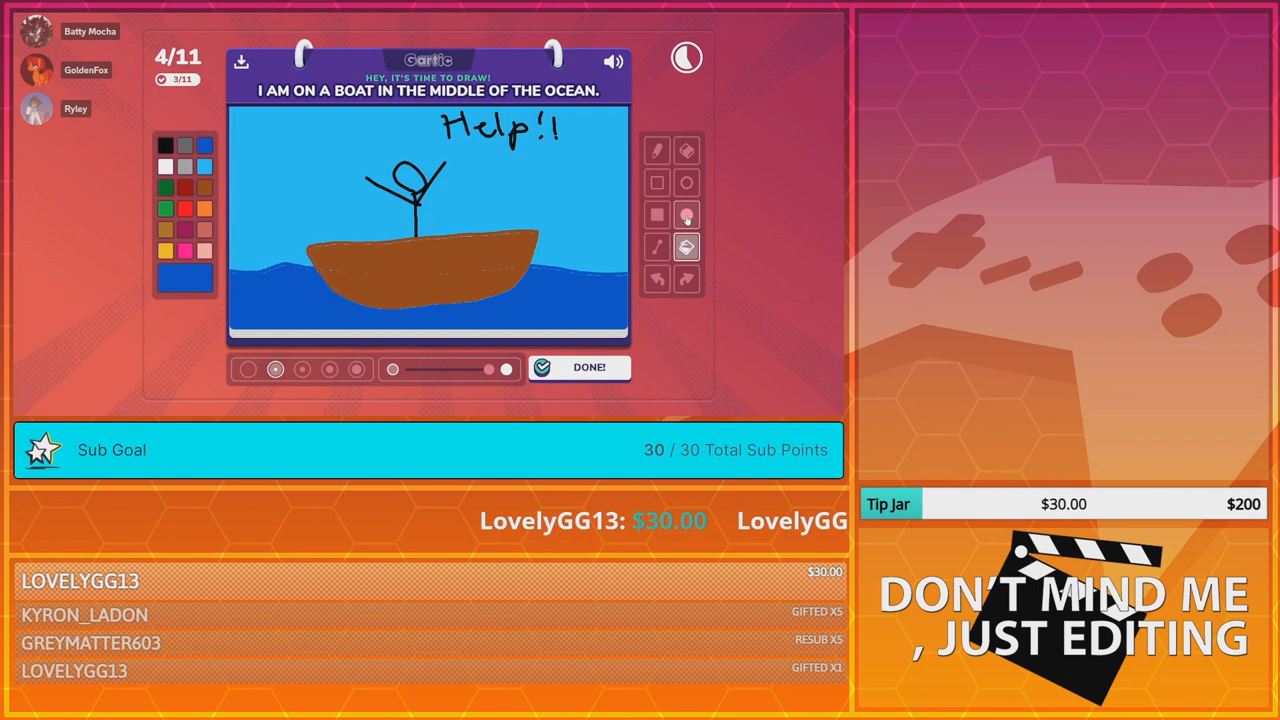 Batty Mocha
GoldenFox
Ryley
4/11
3/11
Gartic
HEY, IT'S TIME TO DRAW!
I AM ON A BOAT IN THE MIDDLE OF THE OCEAN.
Help!!
DONE!
Sub Goal
30 / 30 Total Sub Points
LovelyGG13: $30.00 LovelyGG
LOVELYGG13 $30.00
KYRON_LADON GIFTED X5
GREYMATTER603 RESUB X5
LOVELYGG13 GIFTED X1
Tip Jar $30.00 $200
DON'T MIND ME
, JUST EDITING